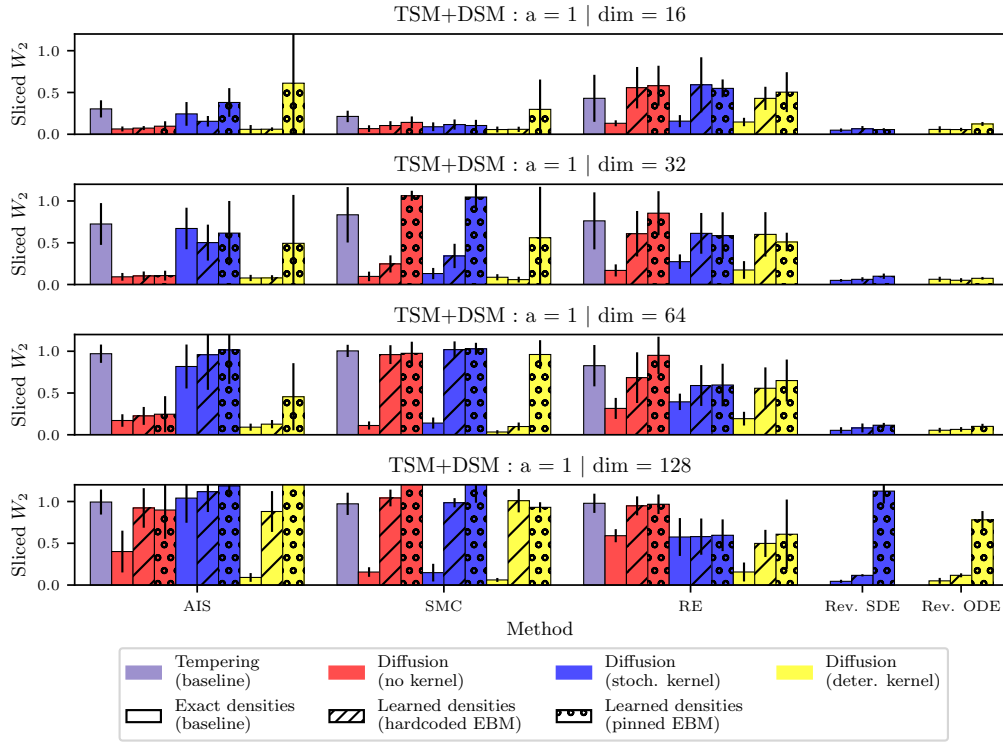 TSM+DSM : a = 1 | dim = 16
Sliced W2
1.0
0.5
0.0
TSM+DSM : a = 1 | dim = 32
Sliced W2
1.0
0.5
0.0
TSM+DSM : a = 1 | dim = 64
Sliced W2
1.0
0.5
0.0
TSM+DSM : a = 1 | dim = 128
Sliced W2
1.0
0.5
0.0
AIS SMC RE Rev. SDE Rev. ODE
Method
Tempering (baseline)
Diffusion (no kernel)
Diffusion (stoch. kernel)
Diffusion (deter. kernel)
Exact densities (baseline)
Learned densities (hardcoded EBM)
Learned densities (pinned EBM)